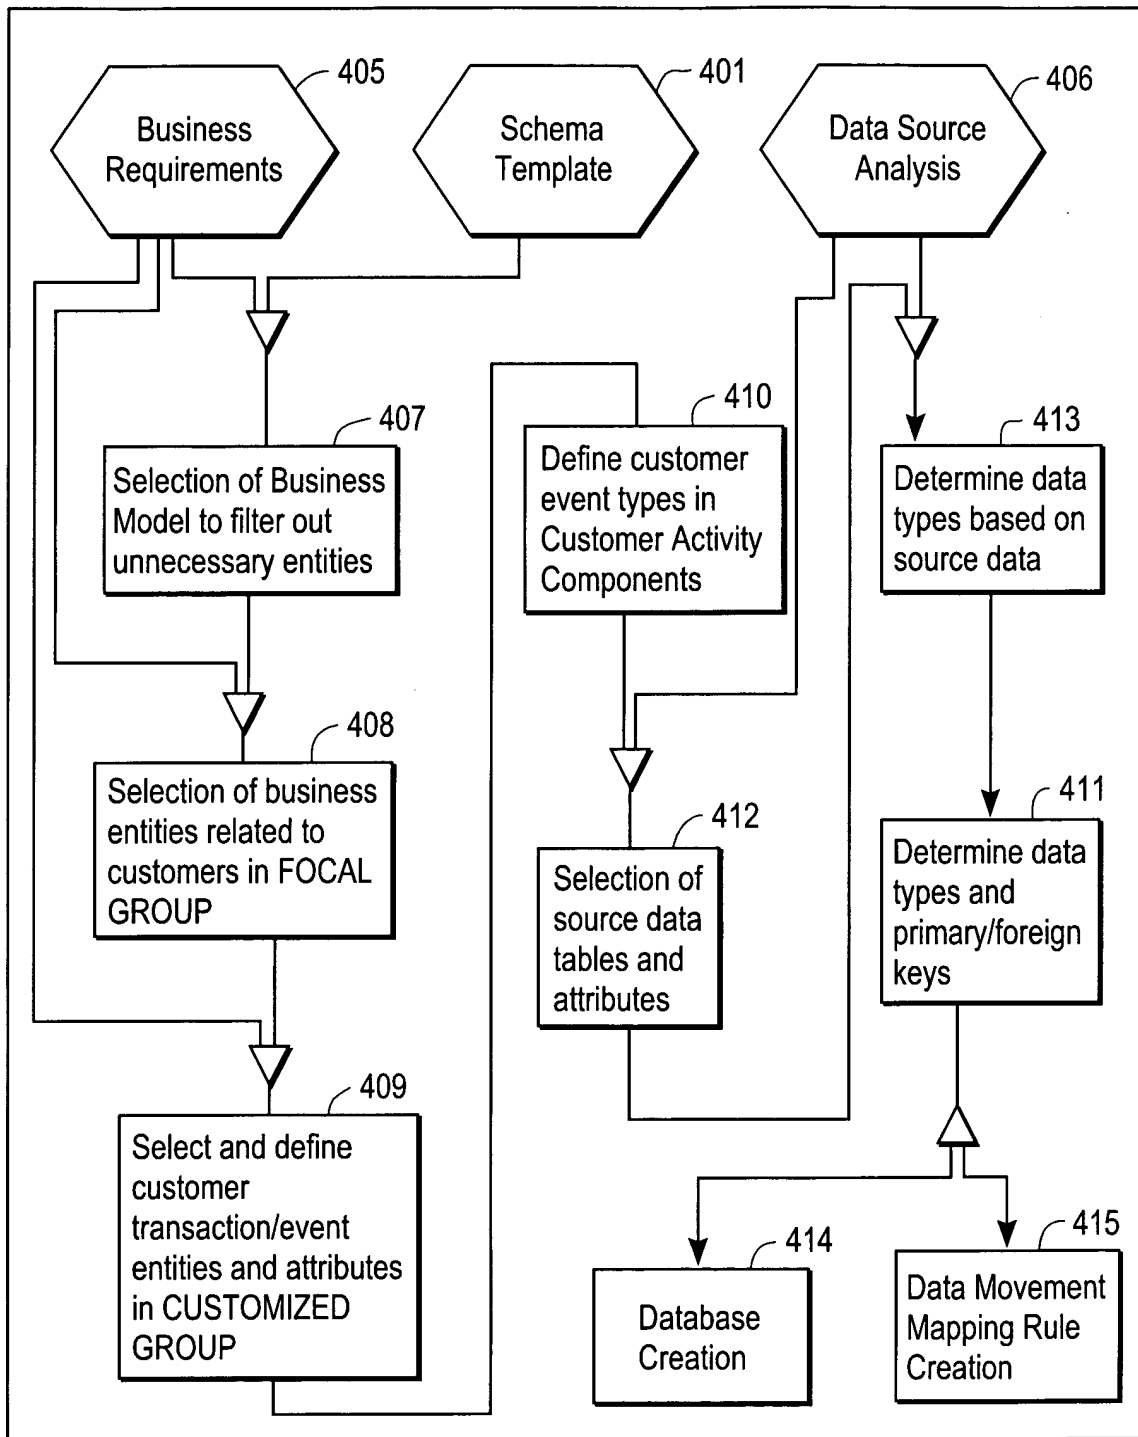 405
Business
Requirements
401
Schema
Template
406
Data Source
Analysis
407
Selection of Business
Model to filter out
unnecessary entities
410
Define customer
event types in
Customer Activity
Components
413
Determine data
types based on
source data
408
Selection of business
entities related to
customers in FOCAL
GROUP
412
Selection of
source data
tables and
attributes
411
Determine data
types and
primary/foreign
keys
409
Select and define
customer
transaction/event
entities and attributes
in CUSTOMIZED
GROUP
414
Database
Creation
415
Data Movement
Mapping Rule
Creation